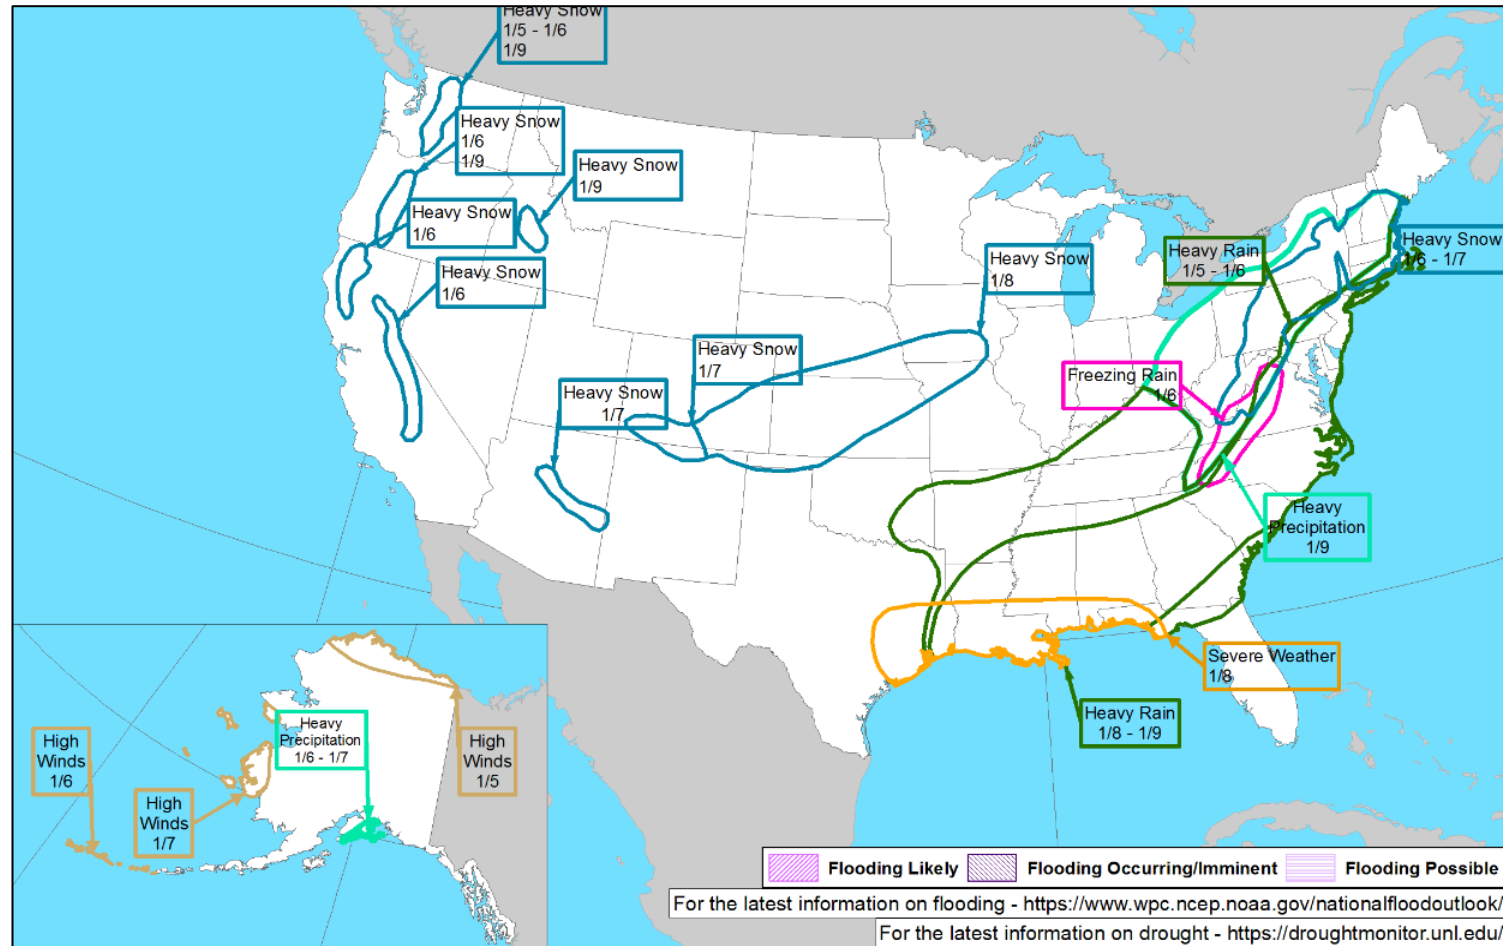 Heavy Snow
1/5 - 1/6
1/9
Heavy Snow
1/6
1/9
Heavy Snow
1/9
Heavy Snow
1/6
Heavy Snow
1/6
Heavy Snow
1/8
Heavy Rain
1/5 - 1/6
Heavy Snow
1/6 - 1/7
Heavy Snow
1/7
Heavy Snow
1/7
Freezing Rain
1/6
Heavy
Precipitation
1/9
Severe Weather
1/8
Heavy Rain
1/8 - 1/9
High
Winds
1/6
High
Winds
1/7
Heavy
Precipitation
1/6 - 1/7
High
Winds
1/5
Flooding Likely
Flooding Occurring/Imminent
Flooding Possible
For the latest information on flooding - https://www.wpc.ncep.noaa.gov/nationalfloodoutlook/
For the latest information on drought - https://droughtmonitor.unl.edu/